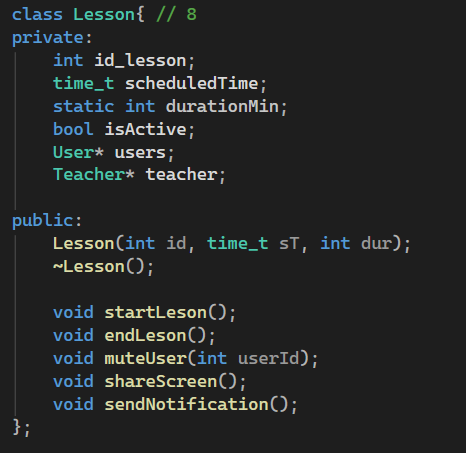 class Lesson{ // 8
private:
    int id_lesson;
    time_t scheduledTime;
    static int durationMin;
    bool isActive;
    User* users;
    Teacher* teacher;

public:
    Lesson(int id, time_t sT, int dur);
    ~Lesson();

    void startLeson();
    void endLeson();
    void muteUser(int userId);
    void shareScreen();
    void sendNotification();
};